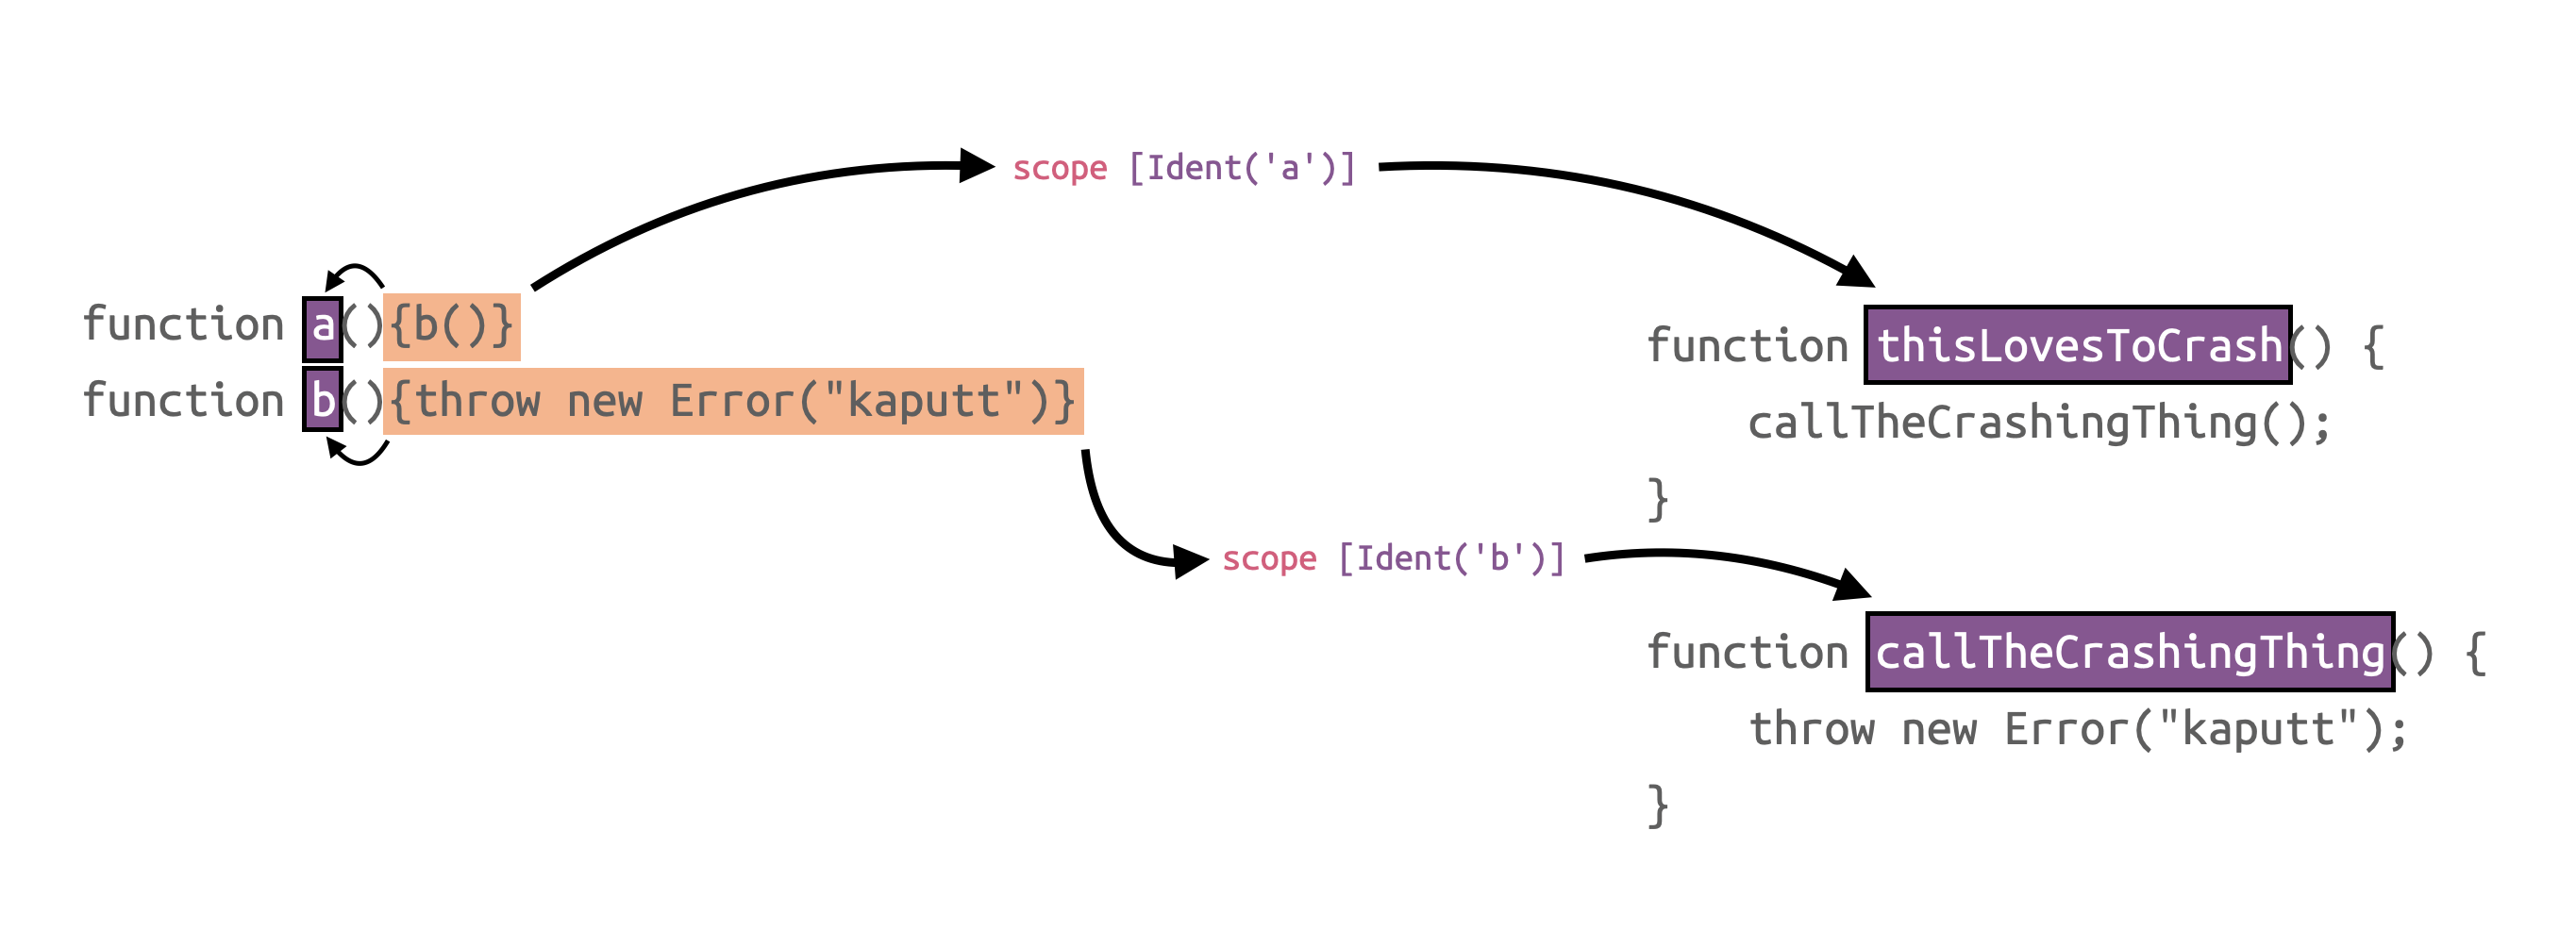 scope [Ident('a')]
function a(){b()}
function b(){throw new Error("kaputt")}
scope [Ident('b')]
function thisLovesToCrash() {
callTheCrashingThing();
}
function callTheCrashingThing() {
throw new Error("kaputt");
}